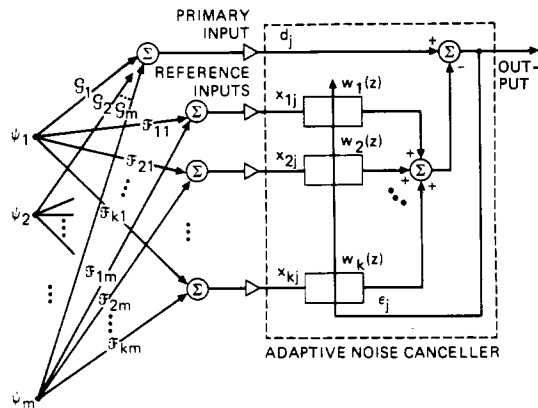 PRIMARY
INPUT
REFERENCE
INPUTS
d_j
+
Σ
−
OUT-
PUT
Σ
𝒢_1
𝒢_2
...
𝒢_m
ψ_1
ℱ_11
ℱ_21
ℱ_k1
Σ
x_1j
w_1(z)
Σ
x_2j
w_2(z)
+
+
+
Σ
ψ_2
ℱ_1m
ℱ_2m
ℱ_km
Σ
x_kj
w_k(z)
ε_j
ψ_m
ADAPTIVE NOISE CANCELLER